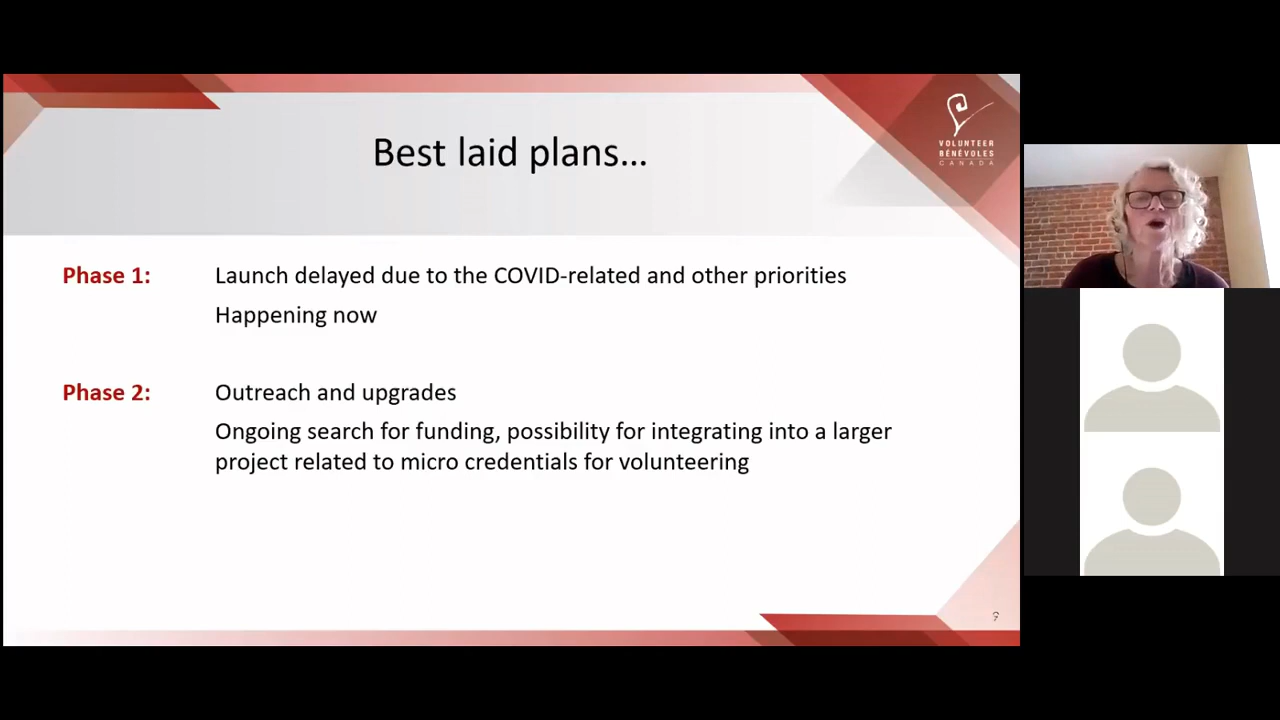 Best laid plans...
VOLUNTEER
BÉNÉVOLES
CANADA
Phase 1: Launch delayed due to the COVID-related and other priorities
Happening now
Phase 2: Outreach and upgrades
Ongoing search for funding, possibility for integrating into a larger
project related to micro credentials for volunteering